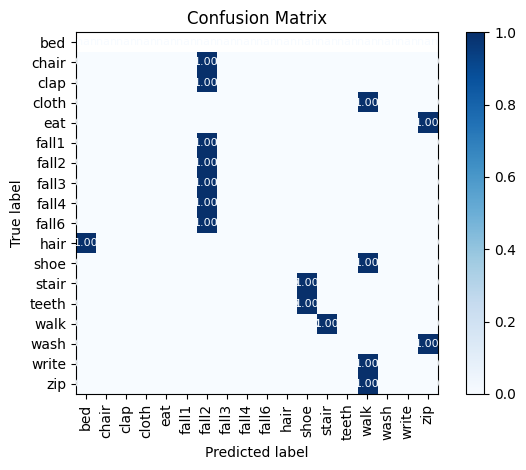 Confusion Matrix
bed
chair 1.00
clap 1.00
cloth 1.00
eat 1.00
fall1 1.00
fall2 1.00
fall3 1.00
fall4 1.00
fall6 1.00
hair 1.00
shoe 1.00
stair 1.00
teeth 1.00
walk 1.00
wash 1.00
write 1.00
zip 1.00
True label
bed chair clap cloth eat fall1 fall2 fall3 fall4 fall6 hair shoe stair teeth walk wash write zip
Predicted label
1.0
0.8
0.6
0.4
0.2
0.0